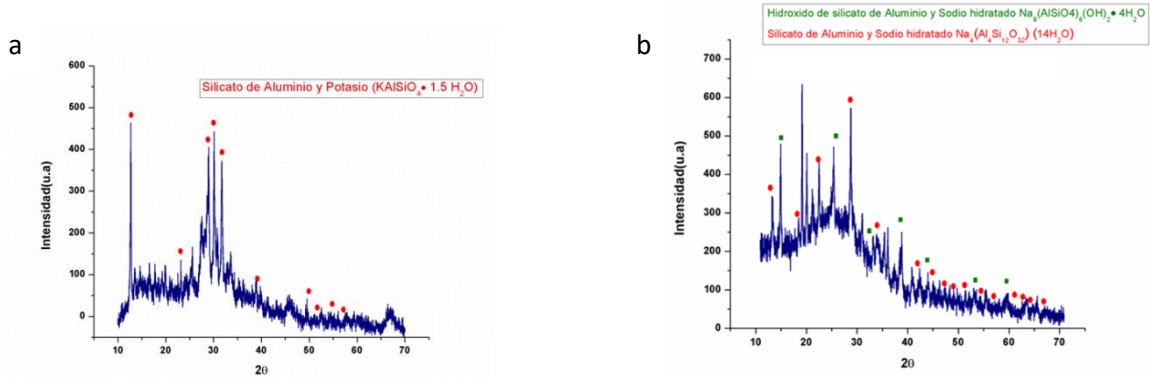 a
Silicato de Aluminio y Potasio (KAlSiO₄• 1.5 H₂O)
Intensidad(u.a)
600
500
400
300
200
100
0
10 20 30 40 50 60 70
2θ
b
Hidroxido de silicato de Aluminio y Sodio hidratado Na₈(AlSiO4)₆(OH)₂• 4H₂O
Silicato de Aluminio y Sodio hidratado Na₄(Al₄Si₁₂O₃₂) (14H₂O)
Intensidad(u.a)
700
600
500
400
300
200
100
0
10 20 30 40 50 60 70
2θ